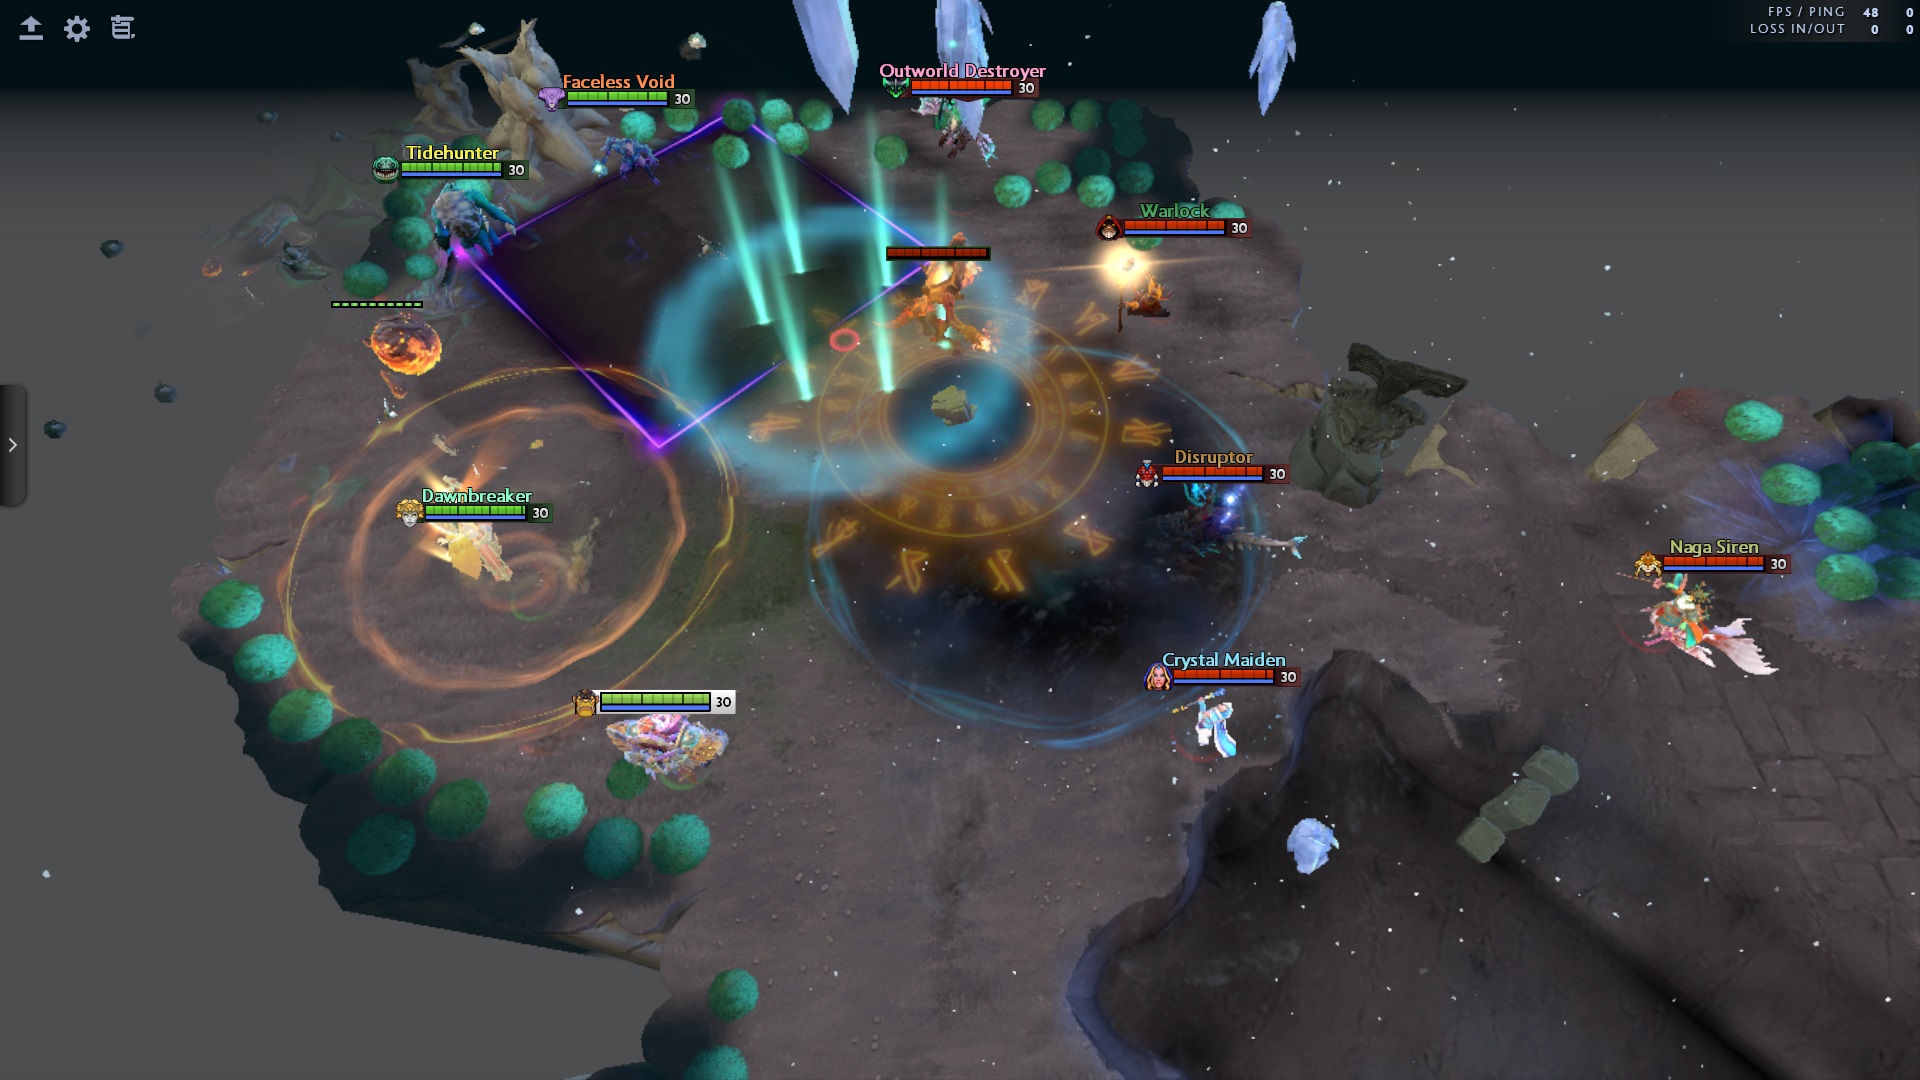 FPS / PING 48 0
LOSS IN/OUT 0 0
Outworld Destroyer
30
Faceless Void
30
Tidehunter
30
Warlock
30
Disruptor
30
Dawnbreaker
30
Naga Siren
30
Crystal Maiden
30
30